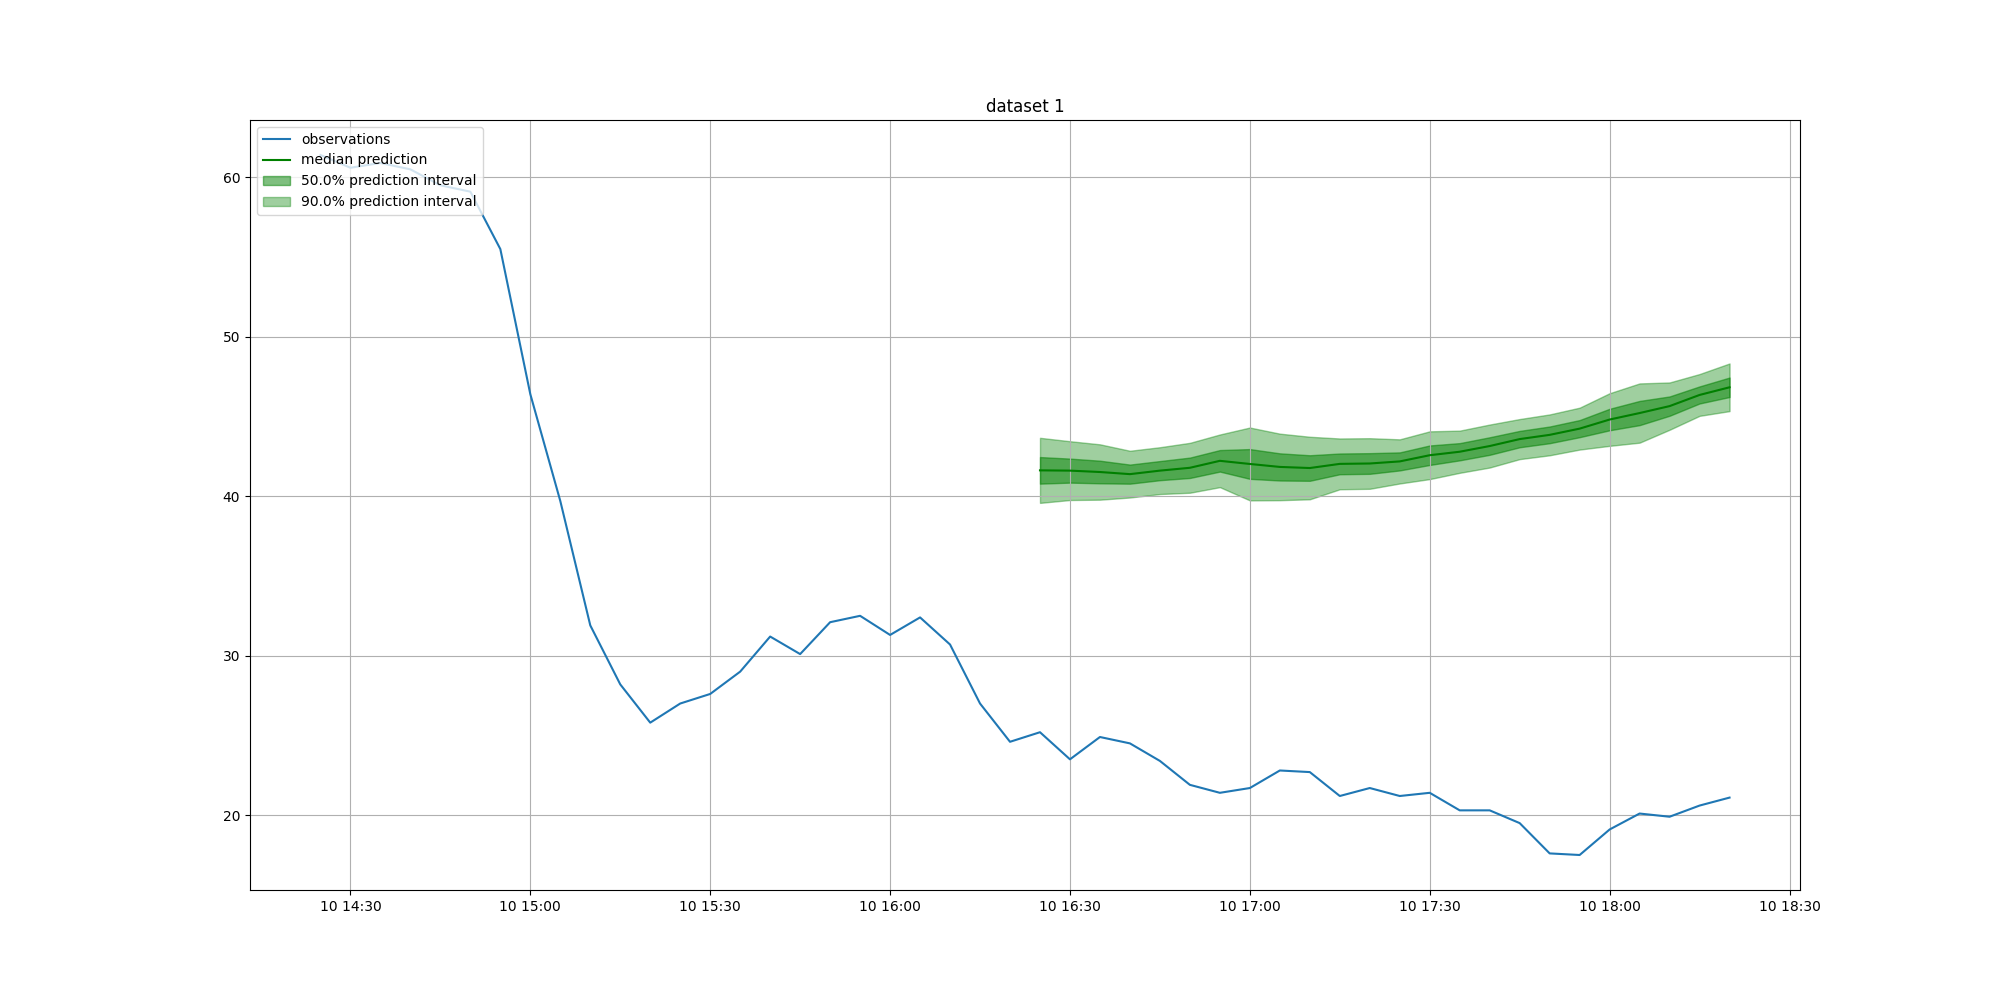 dataset 1
observations
median prediction
50.0% prediction interval
90.0% prediction interval
60
50
40
30
20
10 14:30 10 15:00 10 15:30 10 16:00 10 16:30 10 17:00 10 17:30 10 18:00 10 18:30